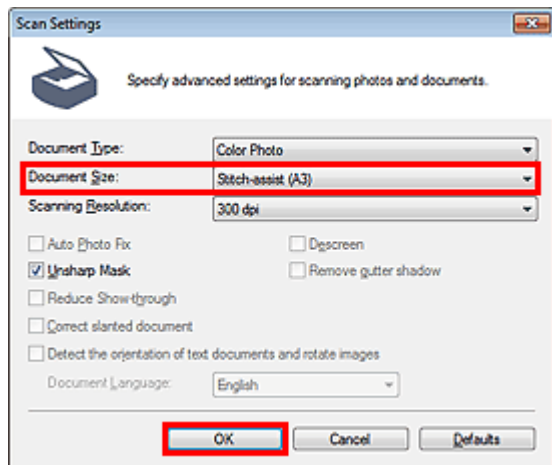 Scan Settings
Specify advanced settings for scanning photos and documents.
Document Type: Color Photo
Document Size: Stitch-assist (A3)
Scanning Resolution: 300 dpi
Auto Photo Fix Descreen
Unsharp Mask Remove gutter shadow
Reduce Show-through
Correct slanted document
Detect the orientation of text documents and rotate images
Document Language: English
OK Cancel Defaults